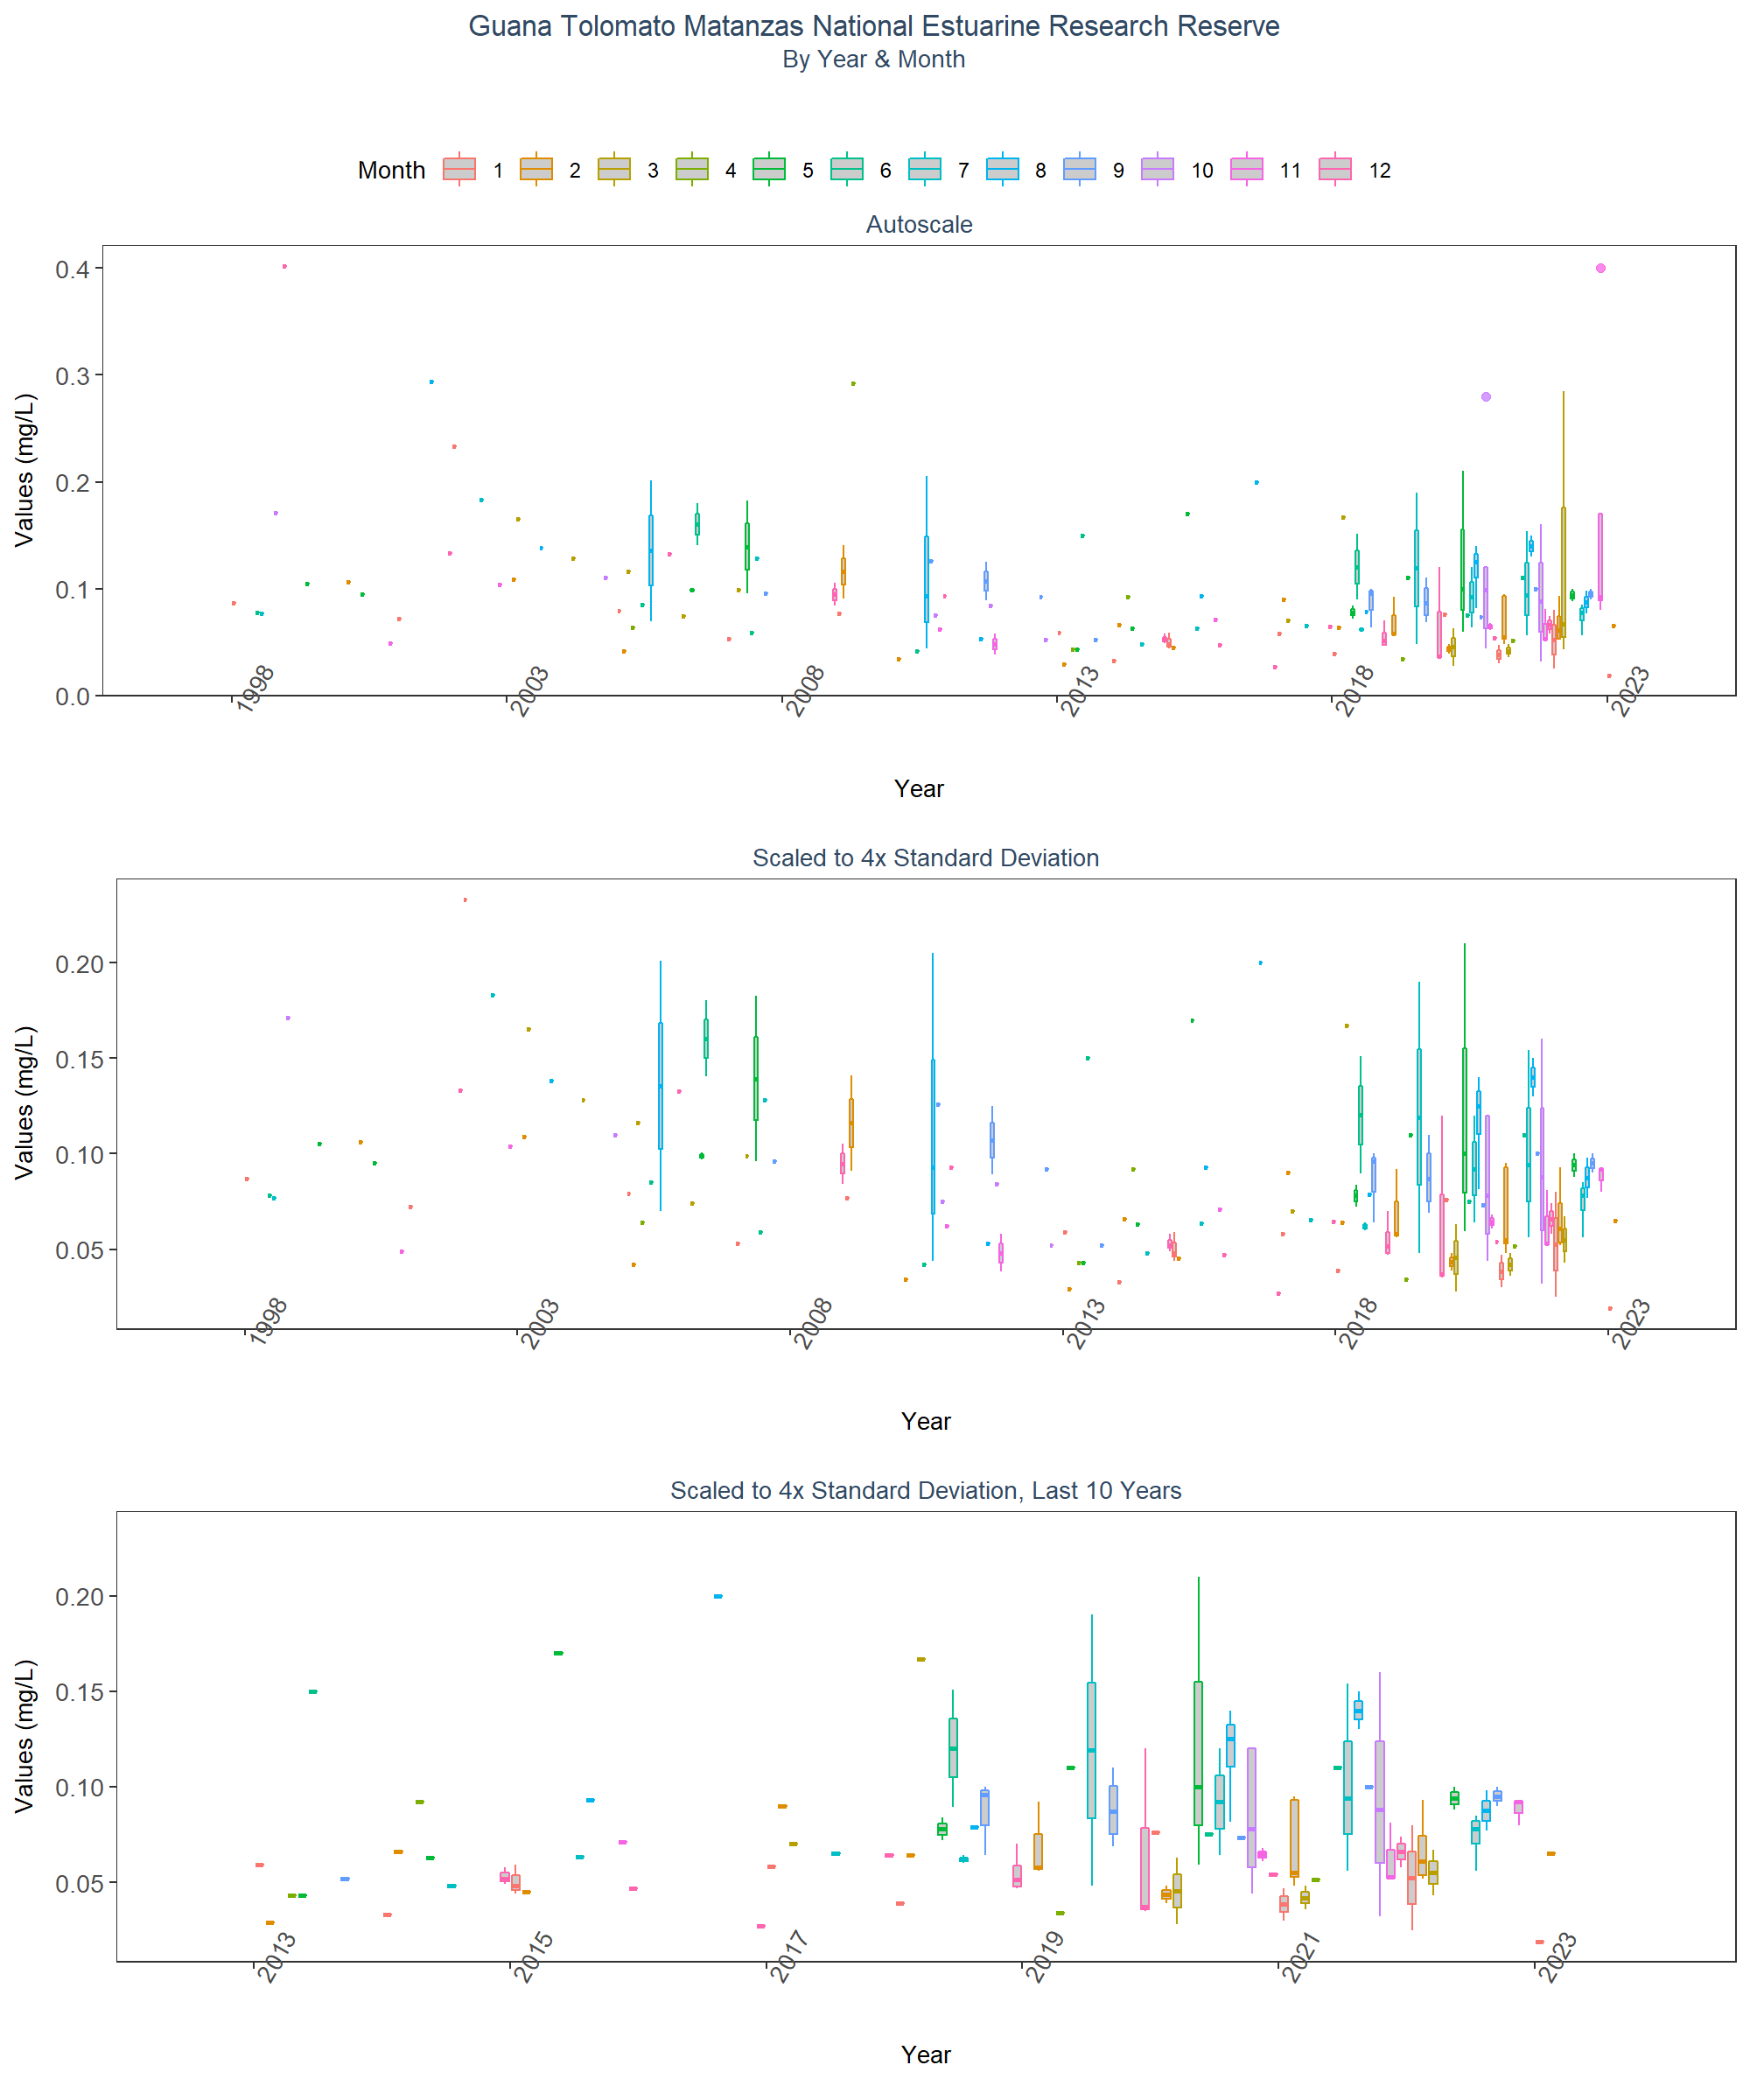 Guana Tolomato Matanzas National Estuarine Research Reserve
By Year & Month
Month 1 2 3 4 5 6 7 8 9 10 11 12
Autoscale
Values (mg/L)
0.4
0.3
0.2
0.1
0.0
1998 2003 2008 2013 2018 2023
Year
Scaled to 4x Standard Deviation
Values (mg/L)
0.20
0.15
0.10
0.05
1998 2003 2008 2013 2018 2023
Year
Scaled to 4x Standard Deviation, Last 10 Years
Values (mg/L)
0.20
0.15
0.10
0.05
2013 2015 2017 2019 2021 2023
Year